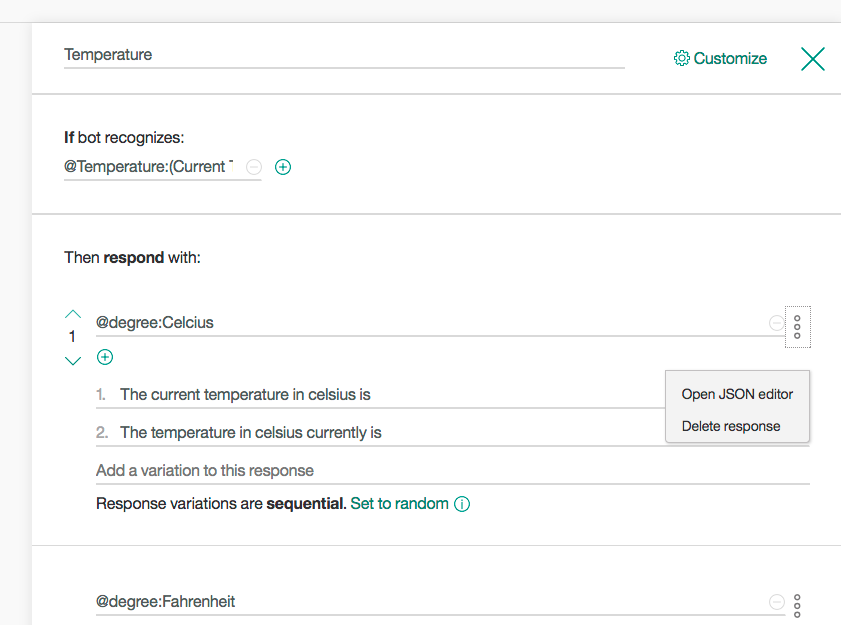 Temperature
Customize
If bot recognizes:
@Temperature:(Current
Then respond with:
1
@degree:Celcius
1. The current temperature in celsius is
Open JSON editor
2. The temperature in celsius currently is
Delete response
Add a variation to this response
Response variations are sequential. Set to random
@degree:Fahrenheit